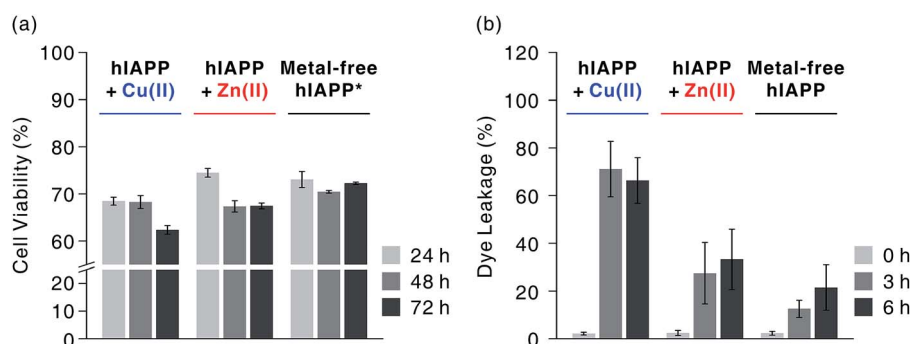 (a)
100
90
80
70
60
20
10
0
Cell Viability (%)
hIAPP
+ Cu(II)
hIAPP
+ Zn(II)
Metal-free
hIAPP*
24 h
48 h
72 h
(b)
120
100
80
60
40
20
0
Dye Leakage (%)
hIAPP
+ Cu(II)
hIAPP
+ Zn(II)
Metal-free
hIAPP
0 h
3 h
6 h